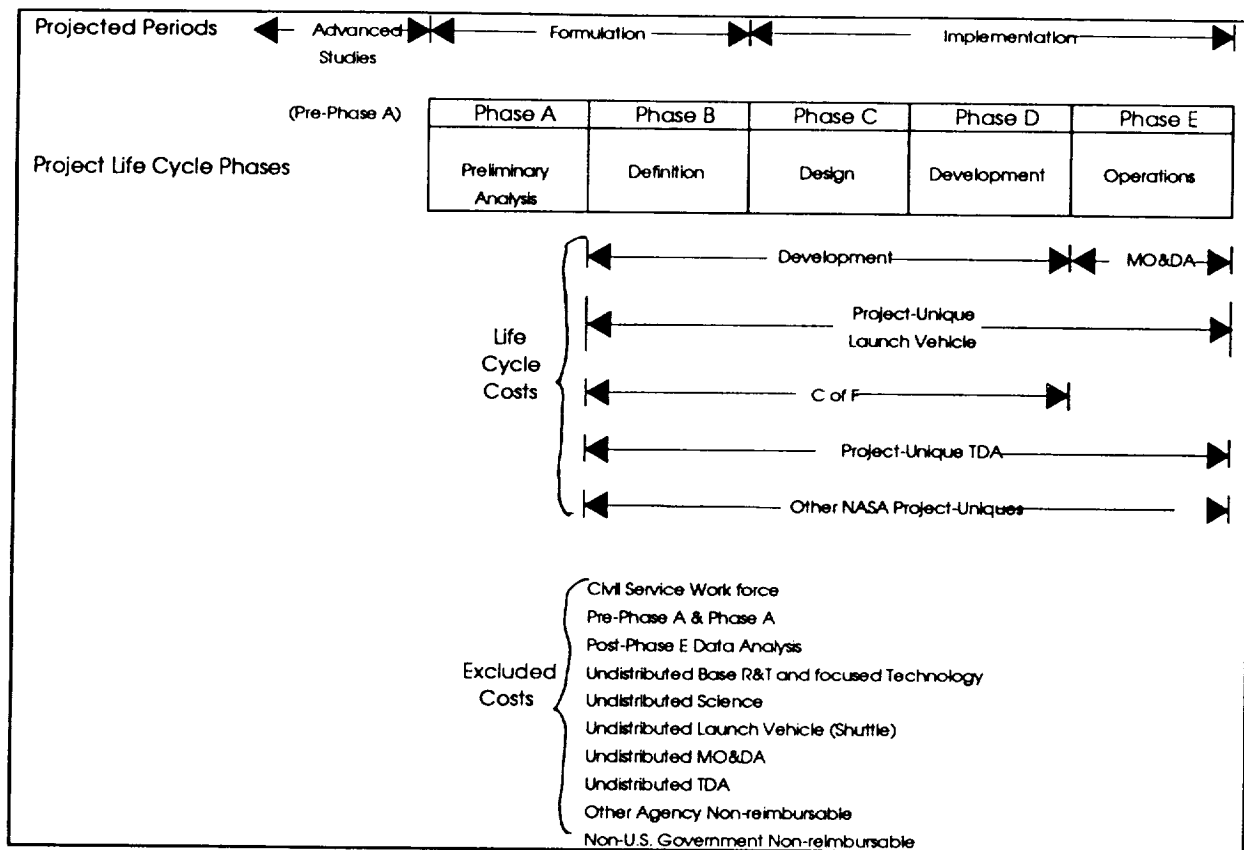 Projected Periods
Advanced Studies
Formulation
Implementation
(Pre-Phase A)
Phase A
Phase B
Phase C
Phase D
Phase E
Project Life Cycle Phases
Preliminary
Analysis
Definition
Design
Development
Operations
Life
Cycle
Costs
Development
MO&DA
Project-Unique
Launch Vehicle
C of F
Project-Unique TDA
Other NASA Project-Uniques
Excluded
Costs
Civil Service Work force
Pre-Phase A & Phase A
Post-Phase E Data Analysis
Undistributed Base R&T and focused Technology
Undistributed Science
Undistributed Launch Vehicle (Shuttle)
Undistributed MO&DA
Undistributed TDA
Other Agency Non-reimbursable
Non-U.S. Government Non-reimbursable